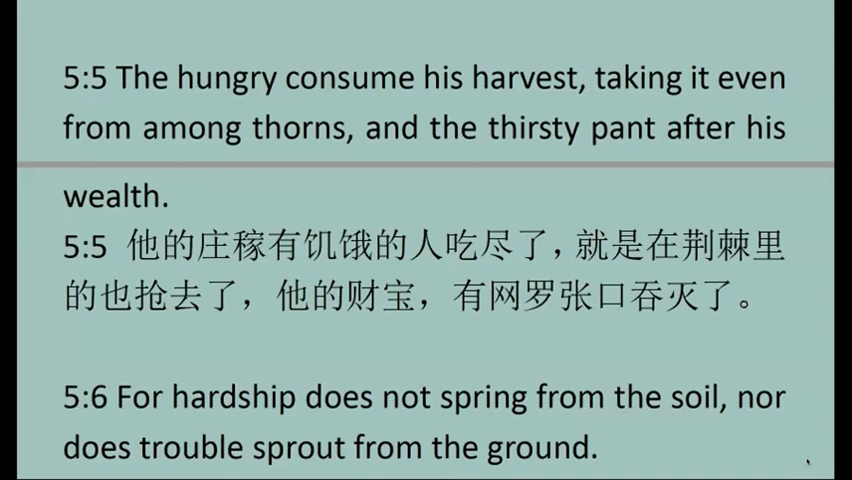 5:5 The hungry consume his harvest, taking it even
from among thorns, and the thirsty pant after his
wealth.
5:5 他的庄稼有饥饿的人吃尽了，就是在荆棘里
的也抢去了，他的财宝，有网罗张口吞灭了。
5:6 For hardship does not spring from the soil, nor
does trouble sprout from the ground.